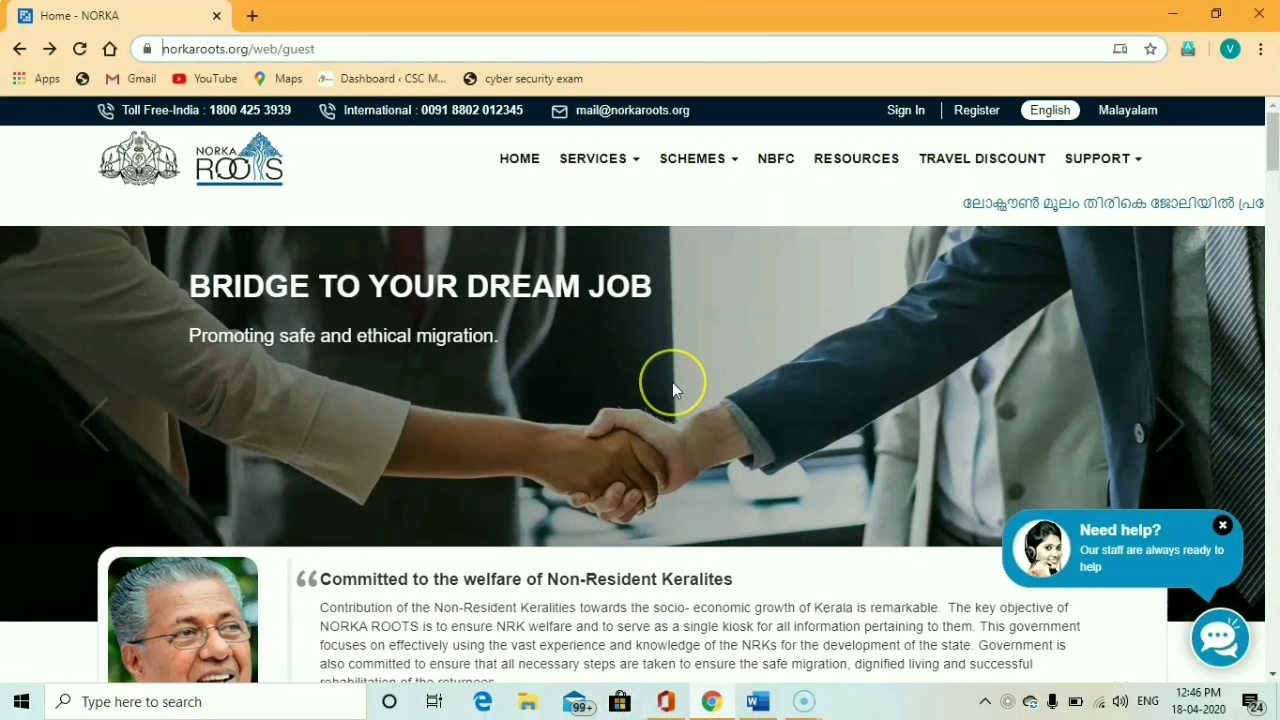 Home - NORKA
norkaroots.org/web/guest
Apps Gmail YouTube Maps Dashboard ‹ CSC M... cyber security exam
Toll Free-India : 1800 425 3939 International : 0091 8802 012345 mail@norkaroots.org Sign In Register English Malayalam
NORKA ROOTS
HOME SERVICES SCHEMES NBFC RESOURCES TRAVEL DISCOUNT SUPPORT
മൂലം തിരികെ ജോലിയിൽ
BRIDGE TO YOUR DREAM JOB
Promoting safe and ethical migration.
Need help?
Our staff are always ready to
help
Committed to the welfare of Non-Resident Keralites
Contribution of the Non-Resident Keralities towards the socio- economic growth of Kerala is remarkable. The key objective of
NORKA ROOTS is to ensure NRK welfare and to serve as a single kiosk for all information pertaining to them. This government
focuses on effectively using the vast experience and knowledge of the NRKs for the development of the state. Government is
also committed to ensure that all necessary steps are taken to ensure the safe migration, dignified living and successful
rehabilitation of the returnees.
Type here to search 99+ ENG 12:46 PM
18-04-2020 24